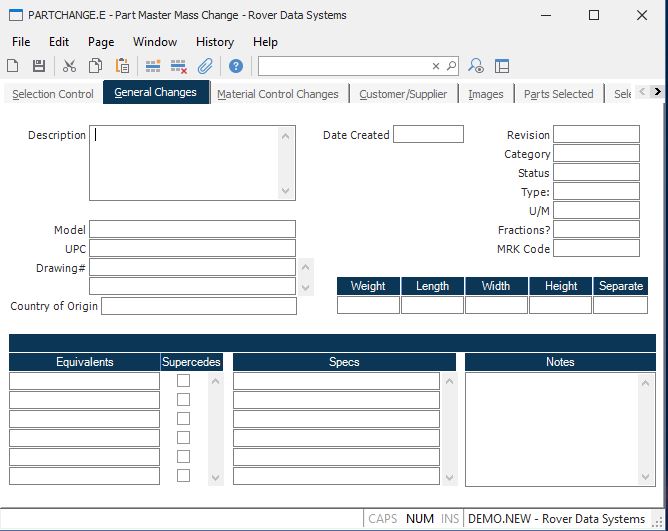 PARTCHANGE.E - Part Master Mass Change - Rover Data Systems
File Edit Page Window History Help
Selection Control General Changes Material Control Changes Customer/Supplier Images Parts Selected Sele
Description Date Created Revision
Category
Status
Type:
Model U/M
UPC Fractions?
Drawing# MRK Code
Weight Length Width Height Separate
Country of Origin
Equivalents Supercedes Specs Notes
CAPS NUM INS DEMO.NEW - Rover Data Systems